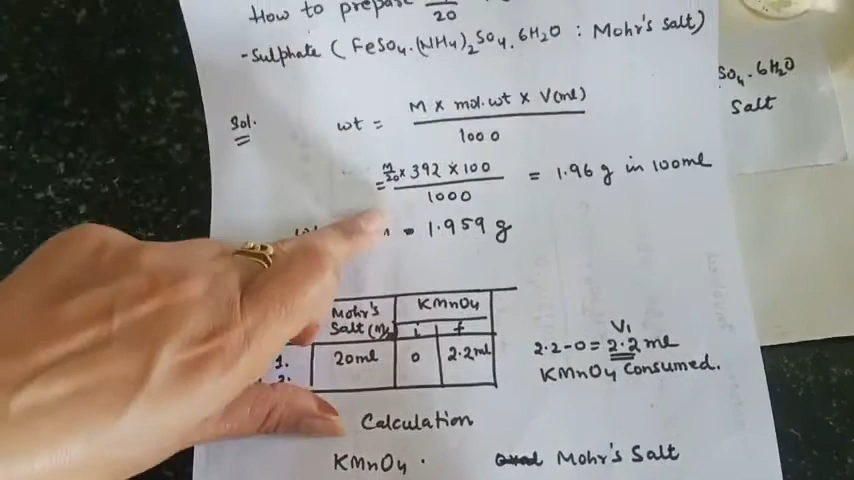 How to prepare 20
-Sulphate (FeSO4.(NH4)2SO4.6H2O : Mohr's Salt)
SO4.6H2O
Salt
Sol.
wt = M x mol.wt x V(ml) / 1000
= M/20 x 392 x 100 / 1000 = 1.96 g in 100ml
1.959 g
Mohr's Salt (M/20) KMnO4
i f
1. 20ml 0 2.2ml
2.
V1
2.2-0 = 2.2 ml
KMnO4 Consumed.
Calculation
KMnO4. Mohr's Salt